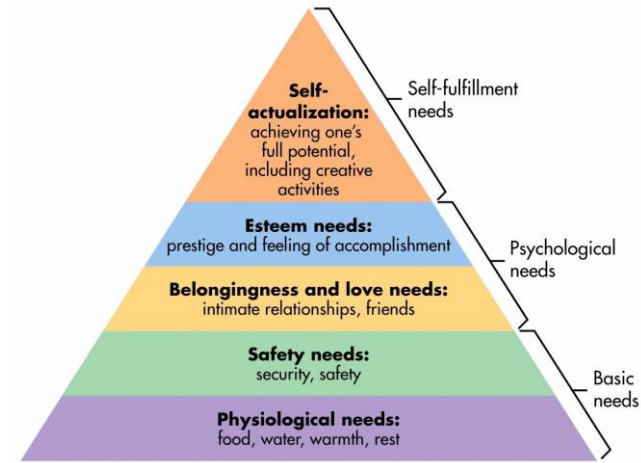 Self-
actualization:
achieving one's
full potential,
including creative
activities
Self-fulfillment
needs
Esteem needs:
prestige and feeling of accomplishment
Psychological
needs
Belongingness and love needs:
intimate relationships, friends
Safety needs:
security, safety
Basic
needs
Physiological needs:
food, water, warmth, rest